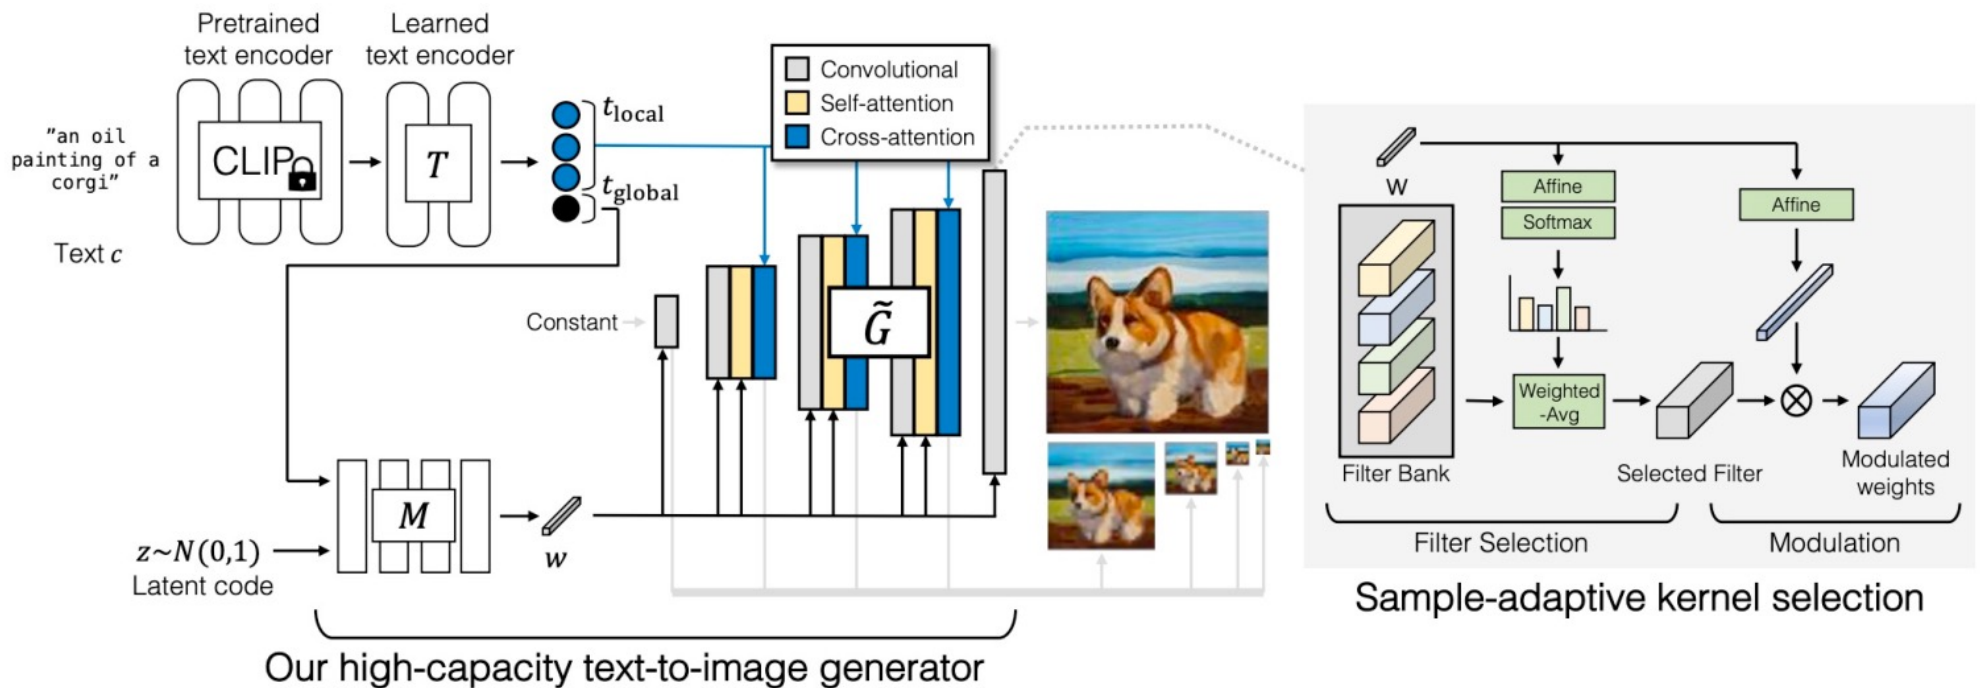 Pretrained
text encoder
Learned
text encoder
"an oil
painting of a
corgi"
CLIP
T
t_local
t_global
Text c
Convolutional
Self-attention
Cross-attention
Constant
G̃
M
z~N(0,1)
Latent code
w
Our high-capacity text-to-image generator
w
Affine
Softmax
Affine
Weighted
-Avg
Filter Bank
Selected Filter
Modulated
weights
Filter Selection
Modulation
Sample-adaptive kernel selection